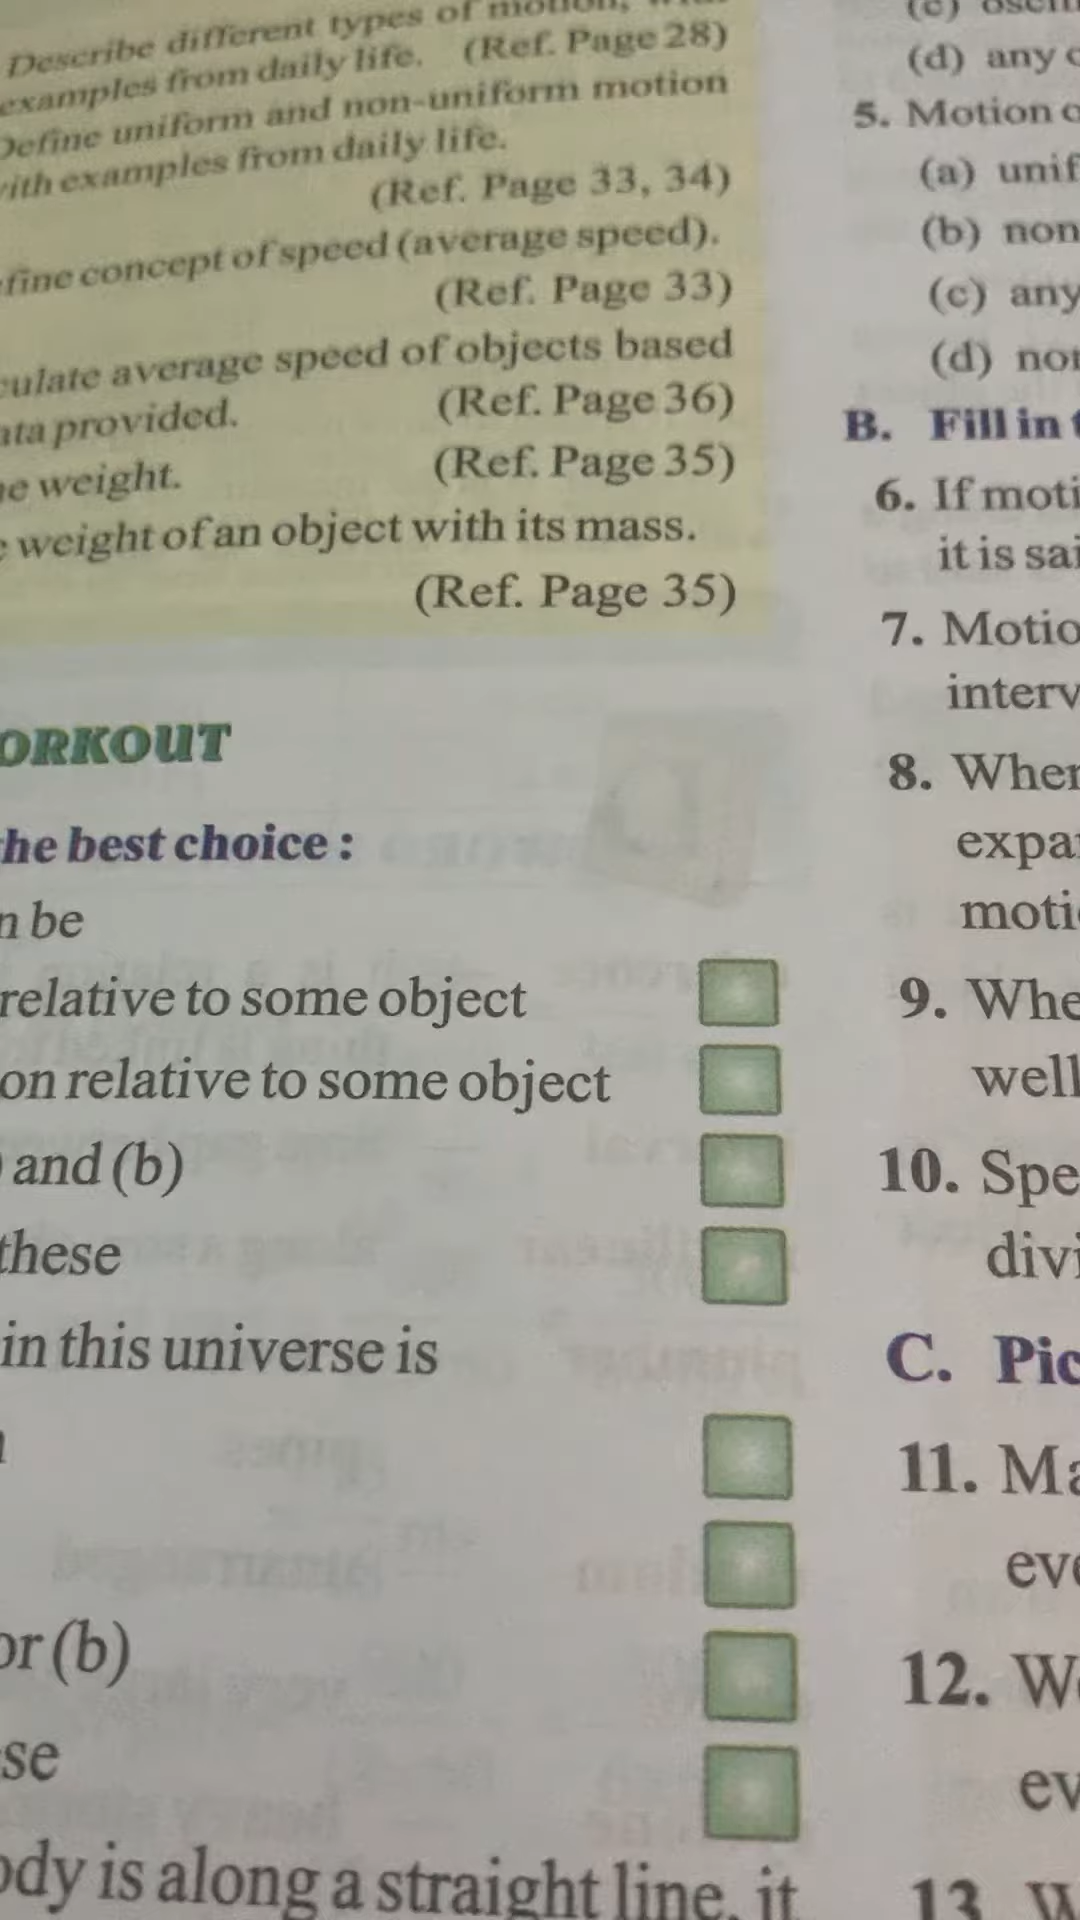 Describe different types of motion,
examples from daily life. (Ref. Page 28)
Define uniform and non-uniform motion
with examples from daily life.
(Ref. Page 33, 34)
fine concept of speed (average speed).
(Ref. Page 33)
culate average speed of objects based
ata provided. (Ref. Page 36)
e weight. (Ref. Page 35)
weight of an object with its mass.
(Ref. Page 35)
ORKOUT
he best choice :
n be
relative to some object
on relative to some object
and (b)
these
in this universe is
or (b)
se
ody is along a straight line, it
(d) any
5. Motion o
(a) unif
(b) non
(c) any
(d) non
B. Fill in
6. If moti
it is sai
7. Motio
interv
8. When
expa
moti
9. Whe
well
10. Spe
divi
C. Pic
11. Ma
eve
12. We
ev
13